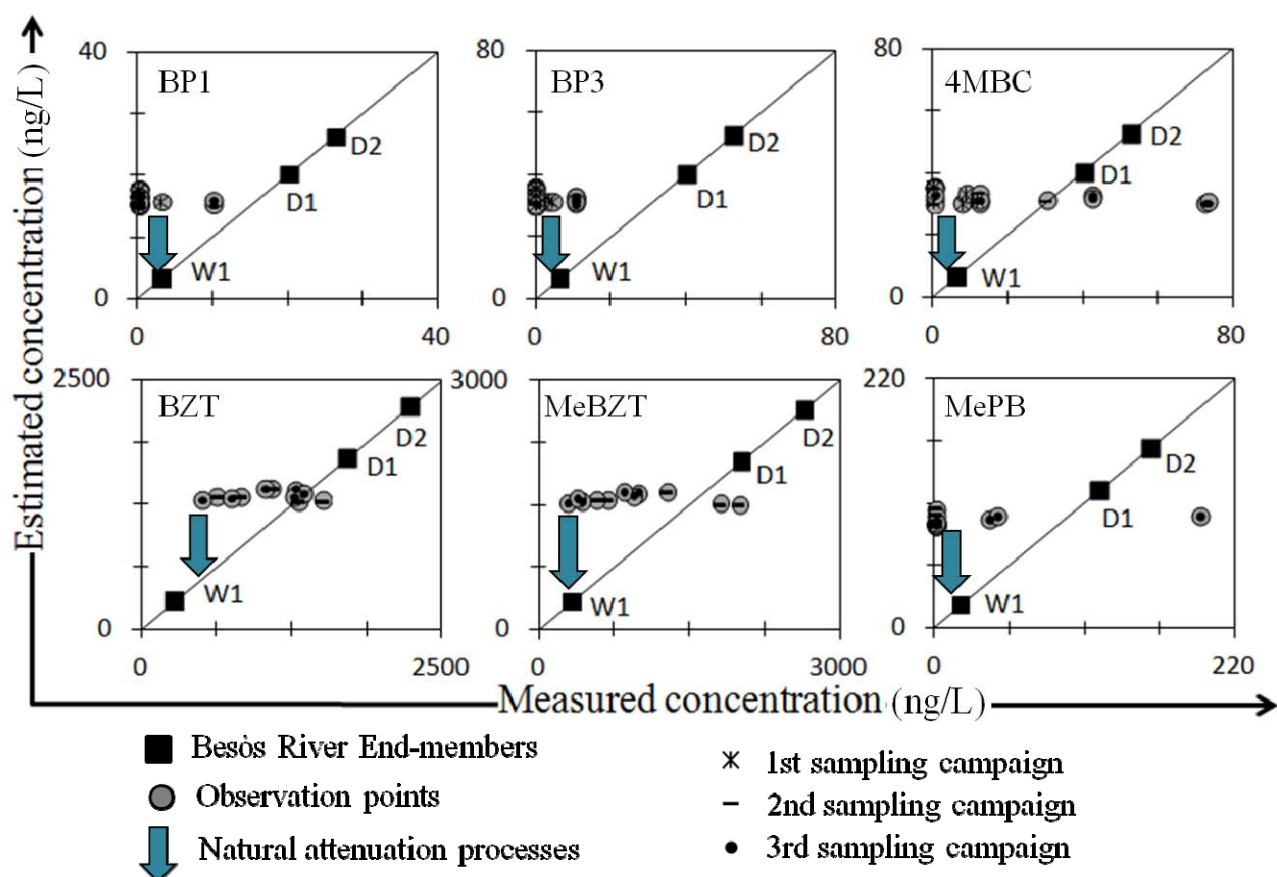 Estimated concentration (ng/L)
40
BP1
D2
D1
W1
0
0
40
80
BP3
D2
D1
W1
0
0
80
80
4MBC
D2
D1
W1
0
0
80
2500
BZT
D2
D1
W1
0
0
2500
3000
MeBZT
D2
D1
W1
0
0
3000
220
MePB
D2
D1
W1
0
0
220
Measured concentration (ng/L)
Besòs River End-members
Observation points
Natural attenuation processes
1st sampling campaign
2nd sampling campaign
3rd sampling campaign